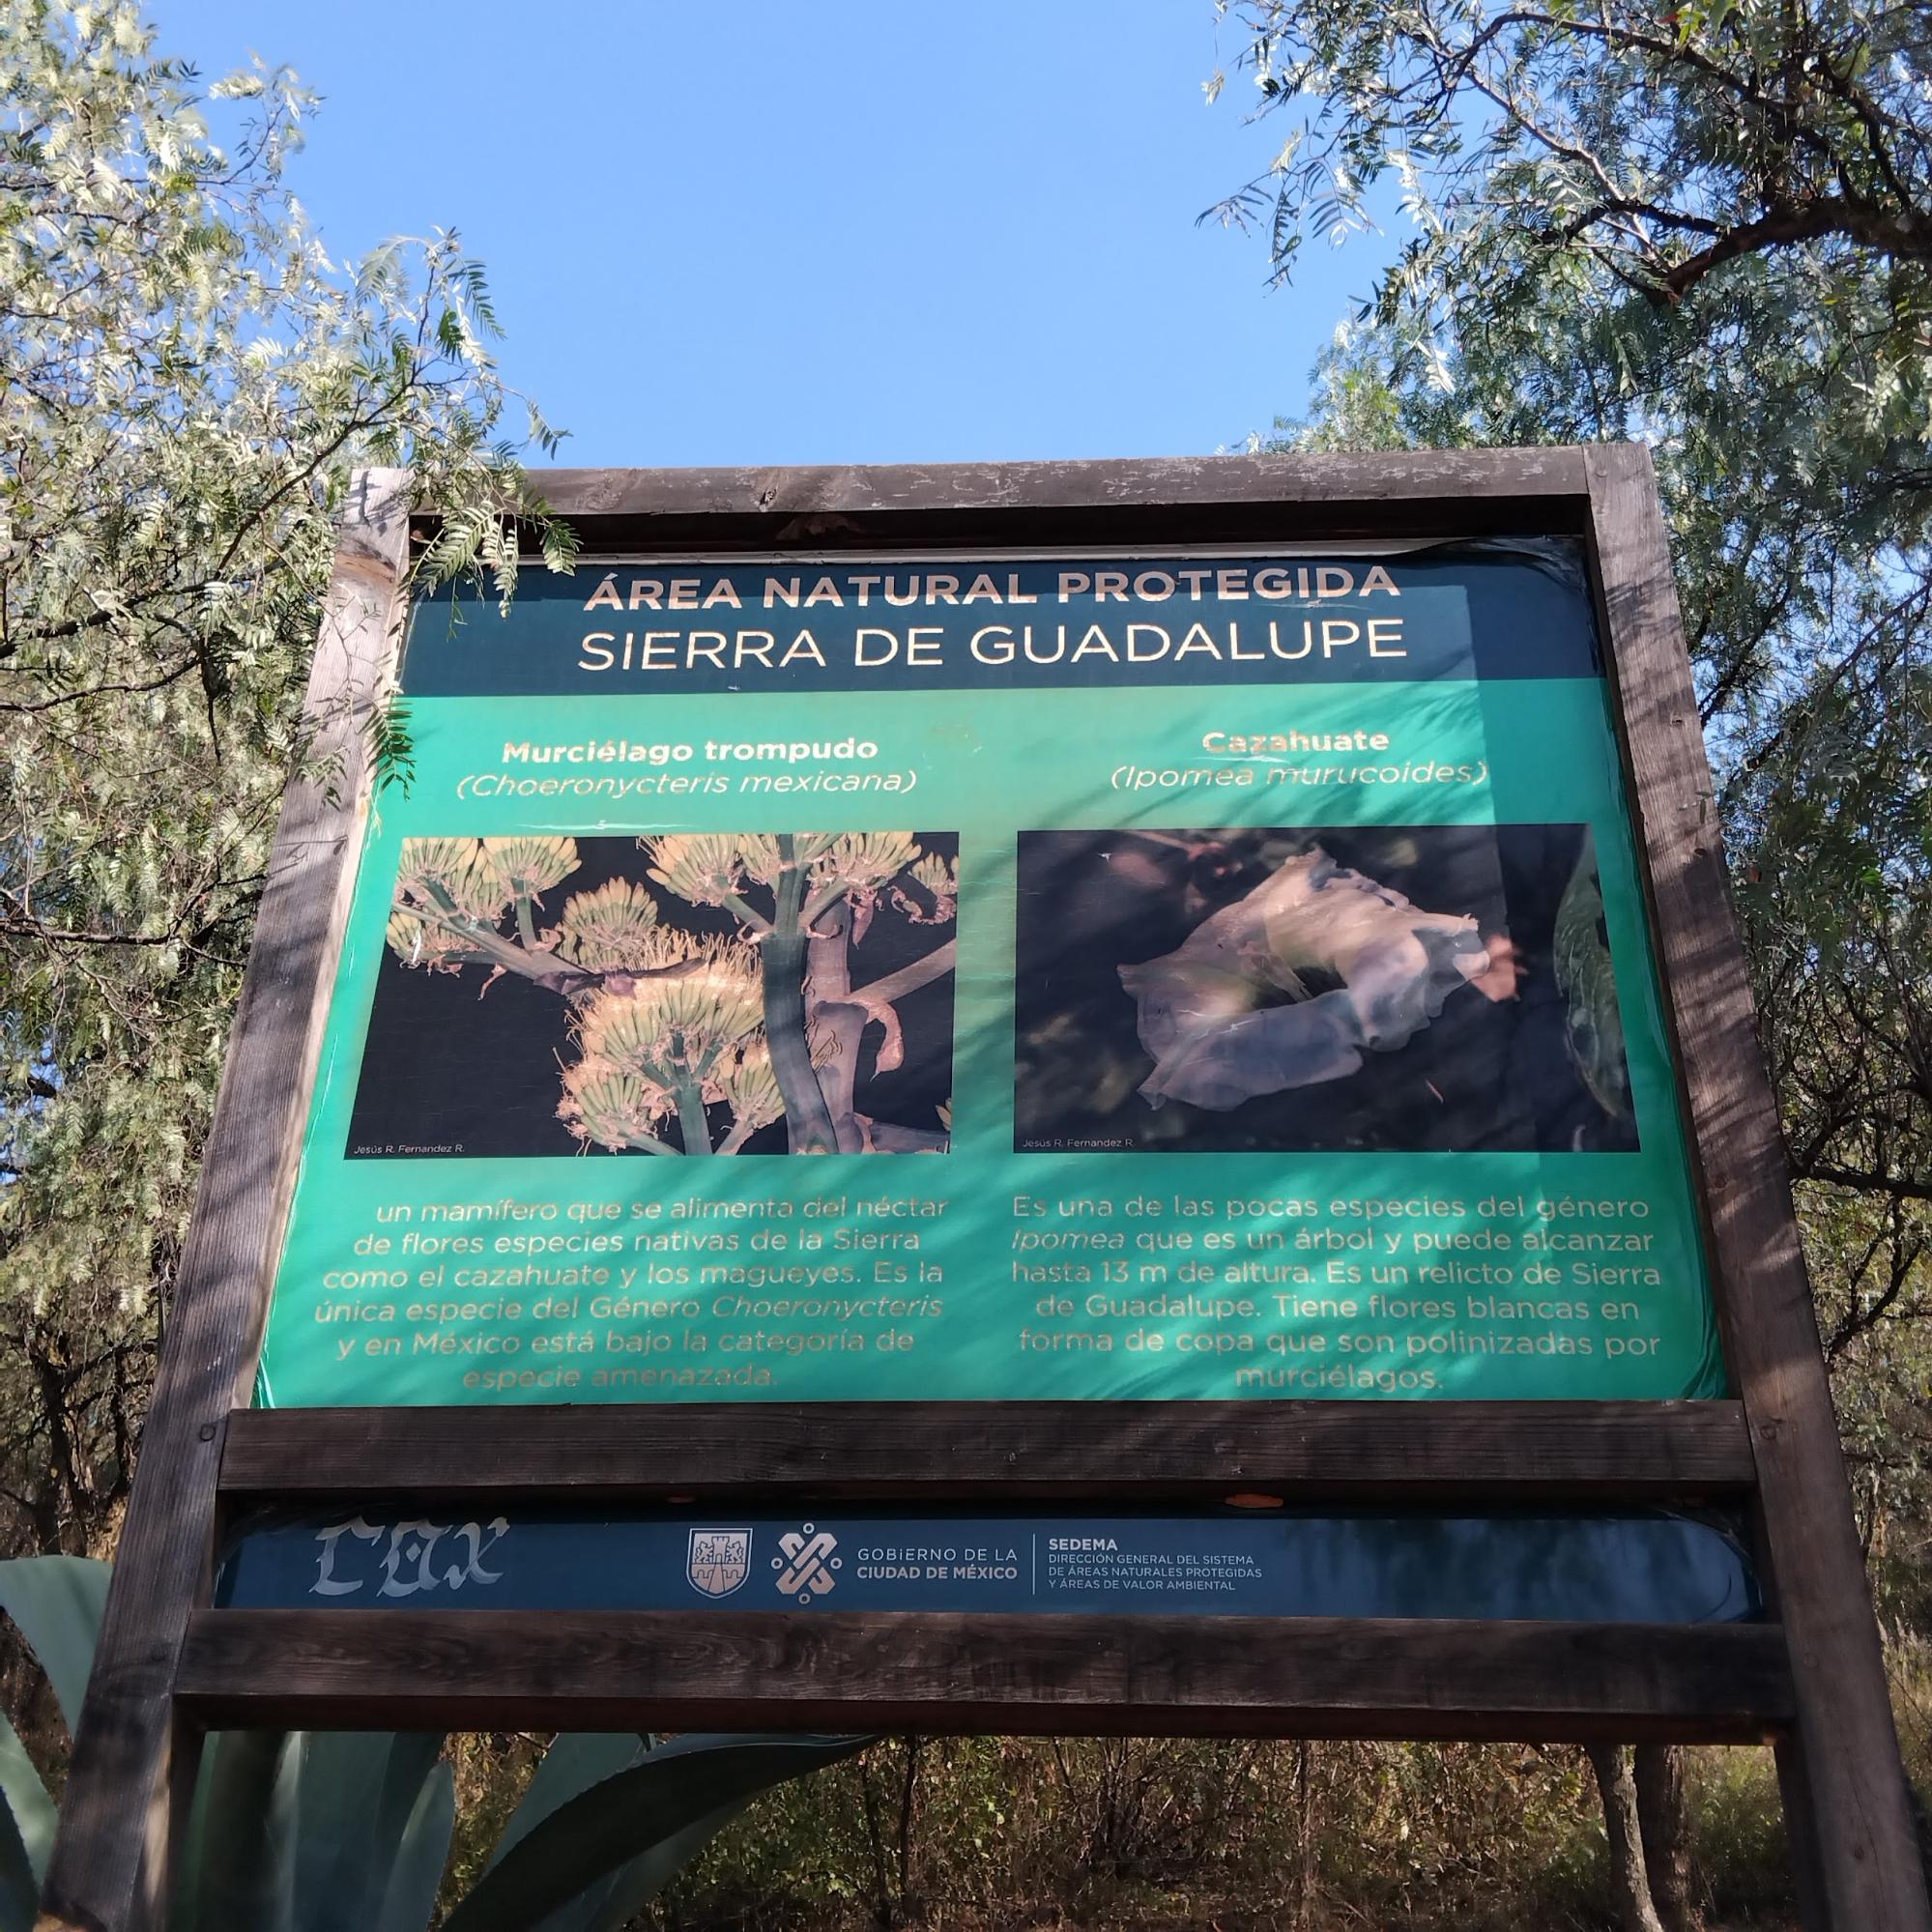 ÁREA NATURAL PROTEGIDA
SIERRA DE GUADALUPE
Murciélago trompudo
(Choeronycteris mexicana)
Jesús R. Fernandez R.
un mamífero que se alimenta del néctar
de flores especies nativas de la Sierra
como el cazahuate y los magueyes. Es la
única especie del Género Choeronycteris
y en México está bajo la categoría de
especie amenazada.
Cazahuate
(Ipomea murucoides)
Jesús R. Fernandez R.
Es una de las pocas especies del género
Ipomea que es un árbol y puede alcanzar
hasta 13 m de altura. Es un relicto de Sierra
de Guadalupe. Tiene flores blancas en
forma de copa que son polinizadas por
murciélagos.
GOBiERNO DE LA
CIUDAD DE MÉXICO
SEDEMA
DIRECCIÓN GENERAL DEL SISTEMA
DE ÁREAS NATURALES PROTEGIDAS
Y ÁREAS DE VALOR AMBIENTAL